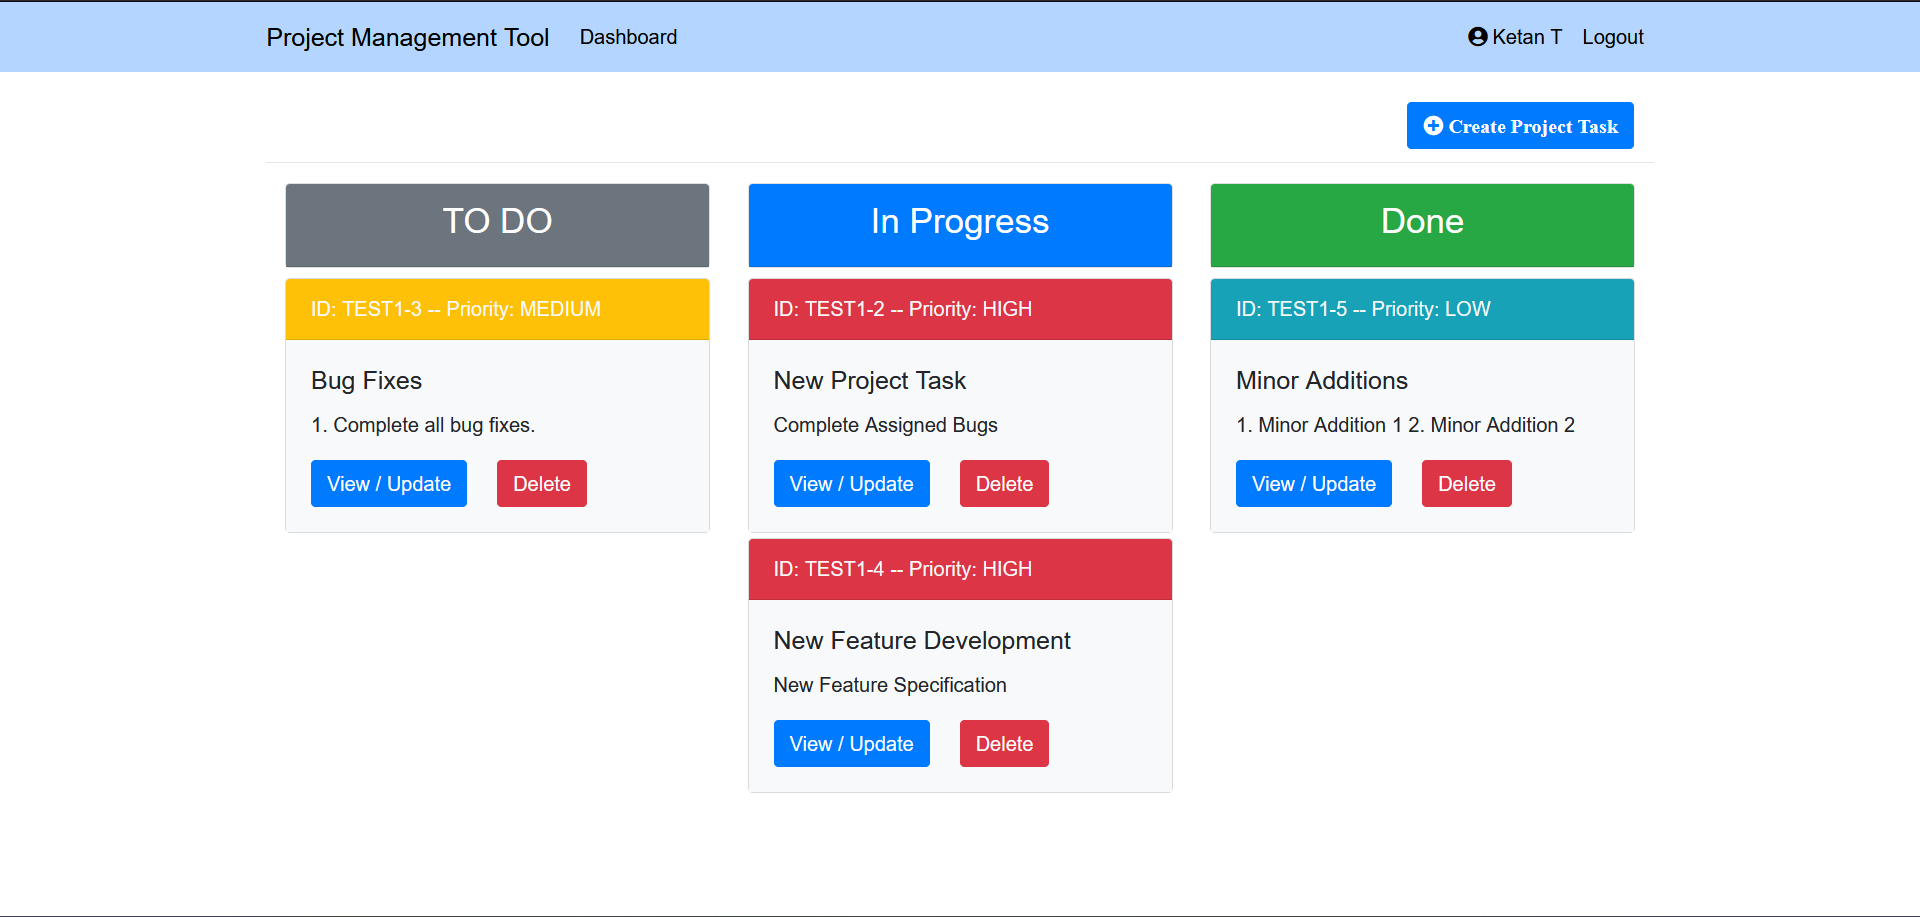 Project Management Tool Dashboard Ketan T Logout
Create Project Task
TO DO
ID: TEST1-3 -- Priority: MEDIUM
Bug Fixes
1. Complete all bug fixes.
View / Update Delete
In Progress
ID: TEST1-2 -- Priority: HIGH
New Project Task
Complete Assigned Bugs
View / Update Delete
ID: TEST1-4 -- Priority: HIGH
New Feature Development
New Feature Specification
View / Update Delete
Done
ID: TEST1-5 -- Priority: LOW
Minor Additions
1. Minor Addition 1 2. Minor Addition 2
View / Update Delete